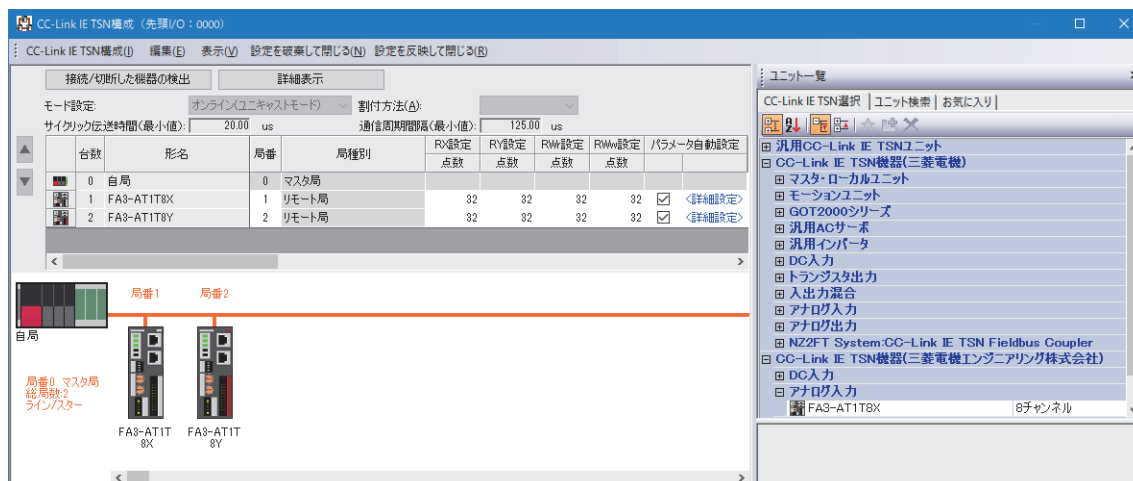 CC-Link IE TSN構成（先頭I/O：0000）
CC-Link IE TSN構成(I) 編集(E) 表示(V) 設定を破棄して閉じる(N) 設定を反映して閉じる(R)
接続/切断した機器の検出 詳細表示
モード設定: オンライン(ユニキャストモード) 割付方法(A):
サイクリック伝送時間(最小値): 20.00 us 通信周期間隔(最小値): 125.00 us
台数 形名 局番 局種別 RX設定 RY設定 RWr設定 RWw設定 パラメータ自動設定
点数 点数 点数 点数
0 自局 0 マスタ局
1 FA3-AT1T8X 1 リモート局 32 32 32 32 <詳細設定>
2 FA3-AT1T8Y 2 リモート局 32 32 32 32 <詳細設定>
局番1 局番2
自局
局番0 マスタ局
総局数:2
ライン/スター
FA3-AT1T
8X
FA3-AT1T
8Y
ユニット一覧
CC-Link IE TSN選択 ユニット検索 お気に入り
汎用CC-Link IE TSNユニット
CC-Link IE TSN機器(三菱電機)
マスタ・ローカルユニット
モーションユニット
GOT2000シリーズ
汎用ACサーボ
汎用インバータ
DC入力
トランジスタ出力
入出力混合
アナログ入力
アナログ出力
NZ2FT System:CC-Link IE TSN Fieldbus Coupler
CC-Link IE TSN機器(三菱電機エンジニアリング株式会社)
DC入力
アナログ入力
FA3-AT1T8X 8チャンネル